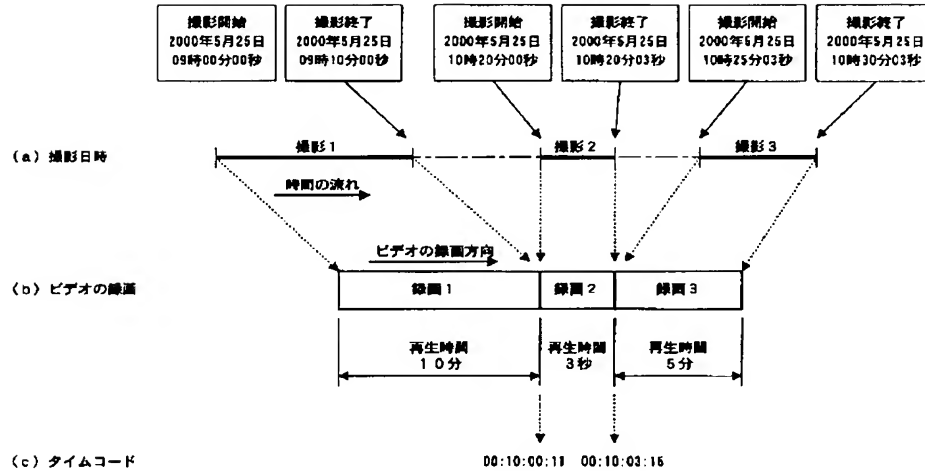 撮影開始
2000年5月25日
09時00分00秒
撮影終了
2000年5月25日
09時10分00秒
撮影開始
2000年5月25日
10時20分00秒
撮影終了
2000年5月25日
10時20分03秒
撮影開始
2000年5月25日
10時25分03秒
撮影終了
2000年5月25日
10時30分03秒
(a) 撮影日時
撮影1
撮影2
撮影3
時間の流れ
ビデオの録画方向
(b) ビデオの録画
録画1
録画2
録画3
再生時間
10分
再生時間
3秒
再生時間
5分
(c) タイムコード
00:10:00:11 00:10:03:15